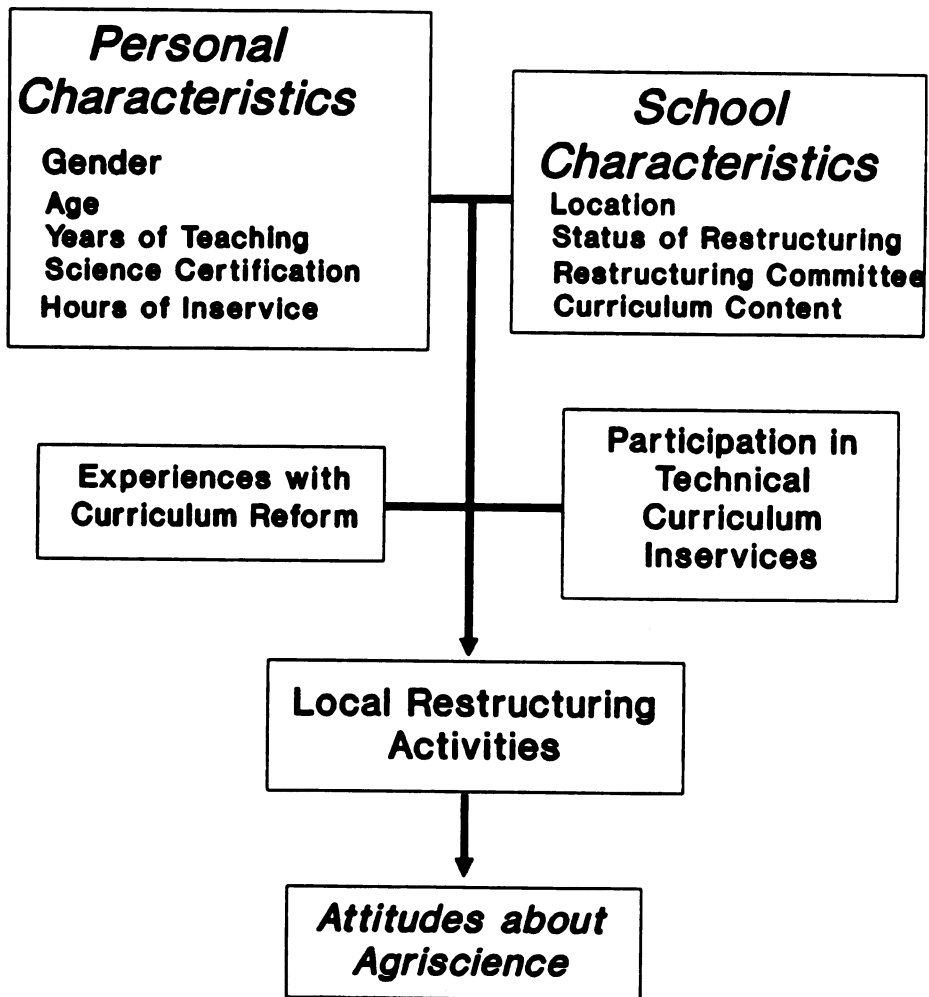 Personal
Characteristics
Gender
Age
Years of Teaching
Science Certification
Hours of Inservice
School
Characteristics
Location
Status of Restructuring
Restructuring Committee
Curriculum Content
Experiences with
Curriculum Reform
Participation in
Technical
Curriculum
Inservices
Local Restructuring
Activities
Attitudes about
Agriscience